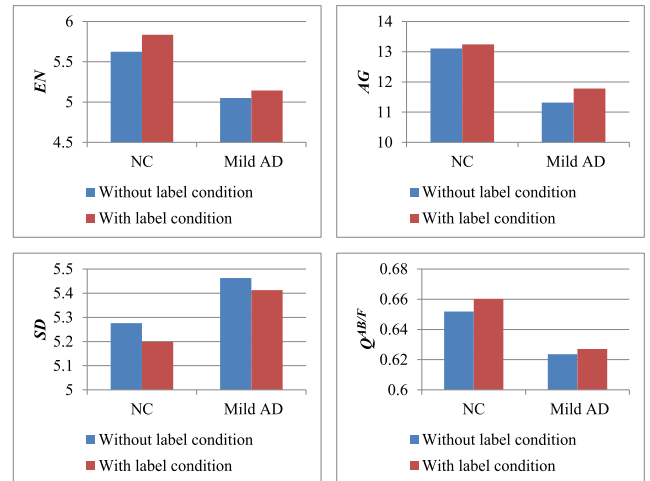 6
5.5
5
4.5
EN
NC
Mild AD
Without label condition
With label condition
14
13
12
11
10
AG
NC
Mild AD
Without label condition
With label condition
5.5
5.4
5.3
5.2
5.1
5
SD
NC
Mild AD
Without label condition
With label condition
0.68
0.66
0.64
0.62
0.6
Q^{AB/F}
NC
Mild AD
Without label condition
With label condition